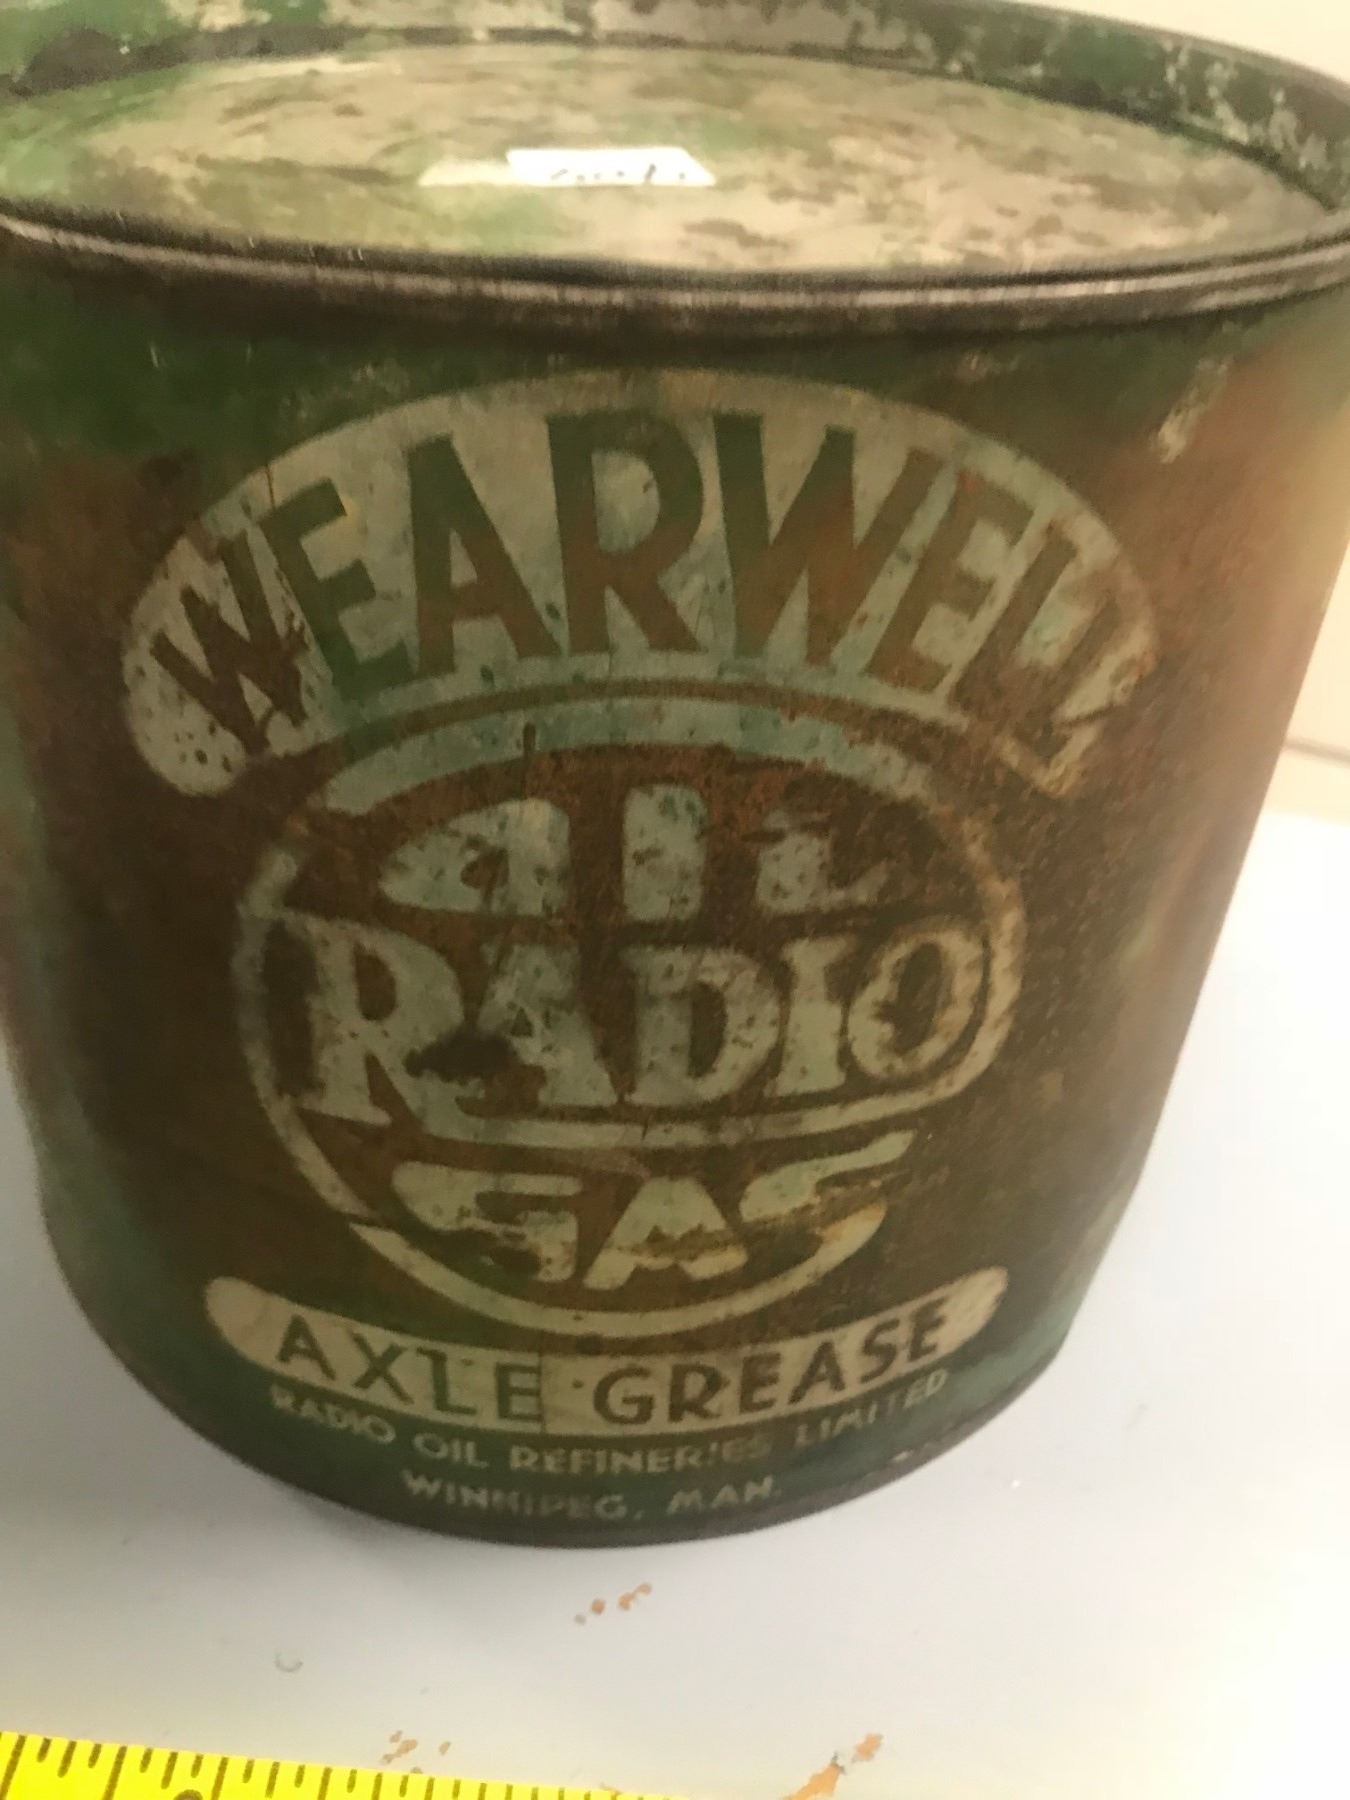 WEARWELL
OIL
RADIO
GAS
AXLE GREASE
RADIO OIL REFINERIES LIMITED
WINNIPEG, MAN.